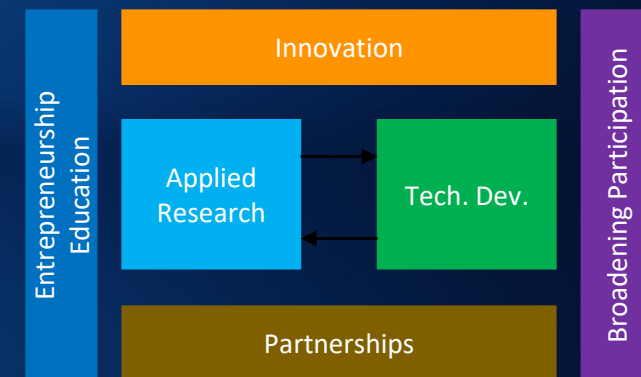 Innovation
Entrepreneurship
Education
Applied
Research
Tech. Dev.
Broadening Participation
Partnerships